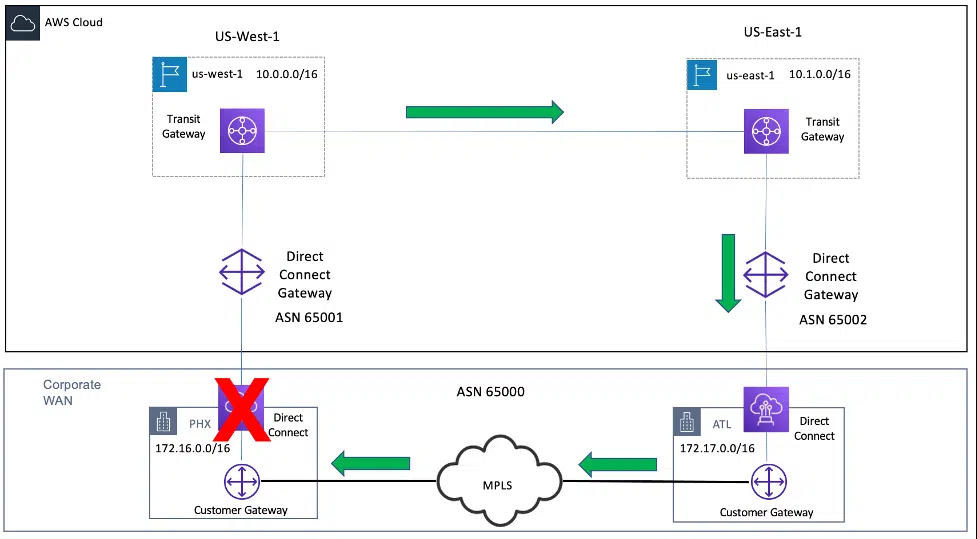 AWS Cloud
US-West-1
US-East-1
us-west-1 10.0.0.0/16
us-east-1 10.1.0.0/16
Transit
Gateway
Transit
Gateway
Direct
Connect
Gateway
ASN 65001
Direct
Connect
Gateway
ASN 65002
Corporate
WAN
ASN 65000
PHX
Direct
Connect
172.16.0.0/16
Customer Gateway
MPLS
ATL
Direct
Connect
172.17.0.0/16
Customer Gateway